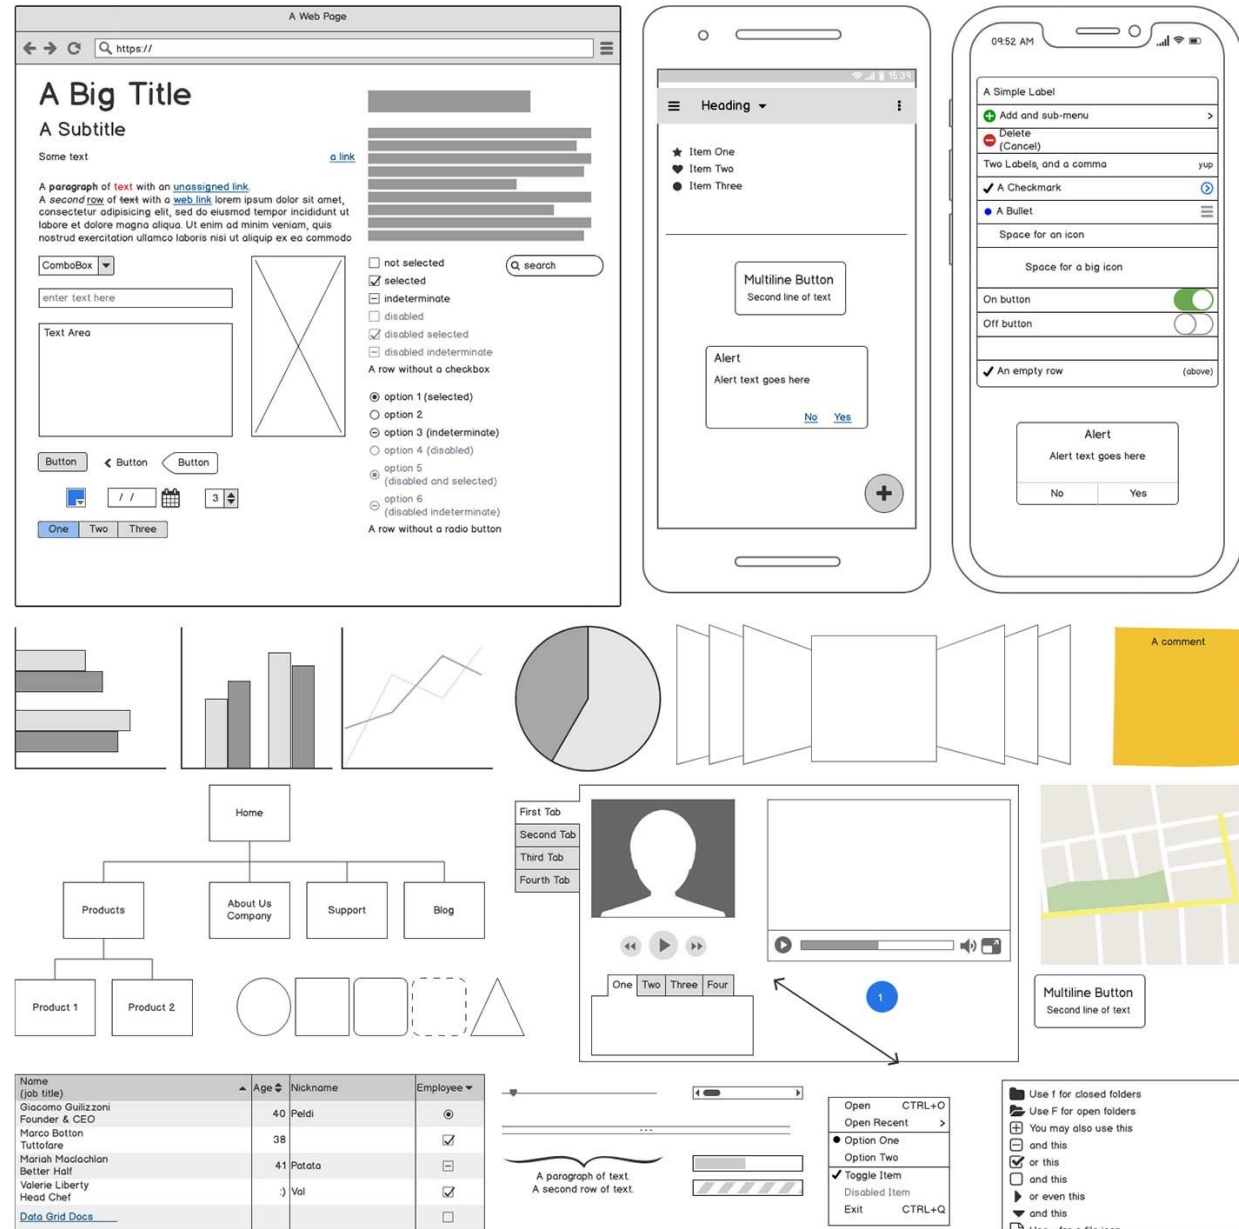 A Web Page
https://
A Big Title
A Subtitle
Some text
a link
A paragraph of text with an unassigned link.
A second row of text with a web link lorem ipsum dolor sit amet,
consectetur adipisicing elit, sed do eiusmod tempor incididunt ut
labore et dolore magna aliqua. Ut enim ad minim veniam, quis
nostrud exercitation ullamco laboris nisi ut aliquip ex ea commodo
ComboBox
enter text here
Text Area
not selected
selected
indeterminate
disabled
disabled selected
disabled indeterminate
A row without a checkbox
search
option 1 (selected)
option 2
option 3 (indeterminate)
option 4 (disabled)
option 5
(disabled and selected)
option 6
(disabled indeterminate)
A row without a radio button
Button
Button
Button
/ /
3
One Two Three
15:39
Heading
Item One
Item Two
Item Three
Multiline Button
Second line of text
Alert
Alert text goes here
No Yes
09:52 AM
A Simple Label
Add and sub-menu
Delete
(Cancel)
Two Labels, and a comma yup
A Checkmark
A Bullet
Space for an icon
Space for a big icon
On button
Off button
An empty row (above)
Alert
Alert text goes here
No Yes
A comment
Home
Products
About Us
Company
Support
Blog
Product 1
Product 2
First Tab
Second Tab
Third Tab
Fourth Tab
One Two Three Four
1
Multiline Button
Second line of text
Name
(job title)
Age Nickname Employee
Giacomo Guilizzoni
Founder & CEO
40 Peldi
Marco Botton
Tuttofare
38
Mariah Maclachlan
Better Half
41 Patata
Valerie Liberty
Head Chef
:) Val
Data Grid Docs
A paragraph of text.
A second row of text.
Open CTRL+O
Open Recent >
Option One
Option Two
Toggle Item
Disabled Item
Exit CTRL+Q
Use f for closed folders
Use F for open folders
You may also use this
and this
or this
and this
or even this
and this